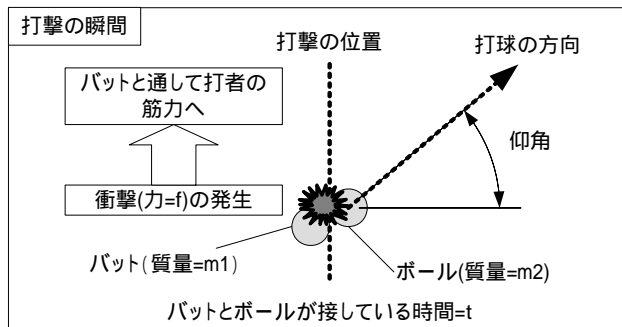 打撃の瞬間
打撃の位置
打球の方向
バットと通して打者の
筋力へ
仰角
衝撃(力=f)の発生
バット(質量=m1)
ボール(質量=m2)
バットとボールが接している時間=t